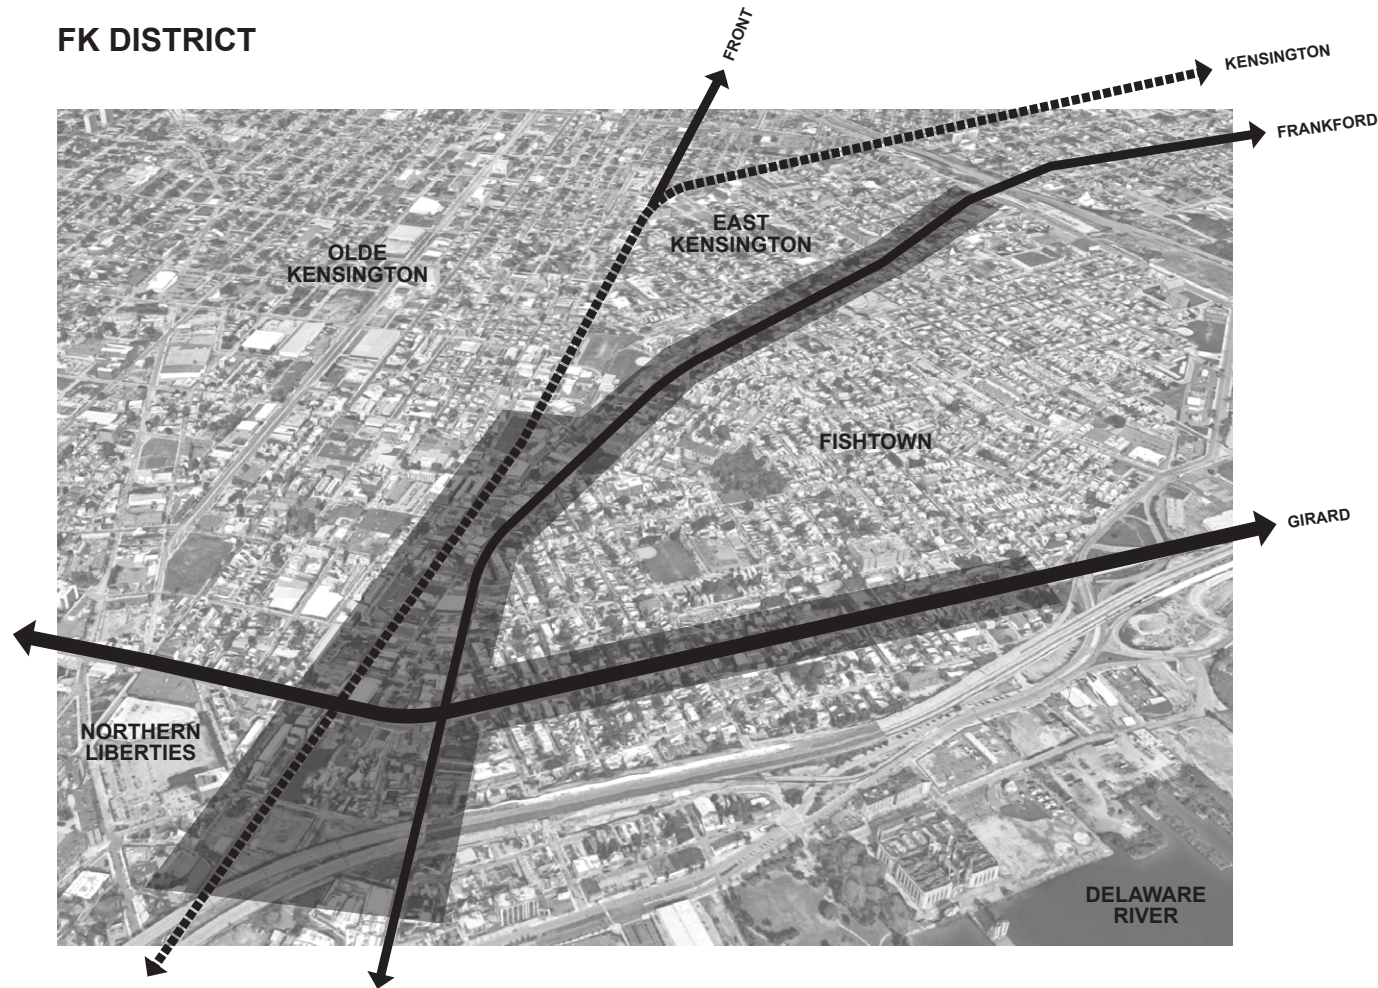 FK DISTRICT
FRONT
KENSINGTON
FRANKFORD
EAST
KENSINGTON
OLDE
KENSINGTON
FISHTOWN
GIRARD
NORTHERN
LIBERTIES
DELAWARE
RIVER